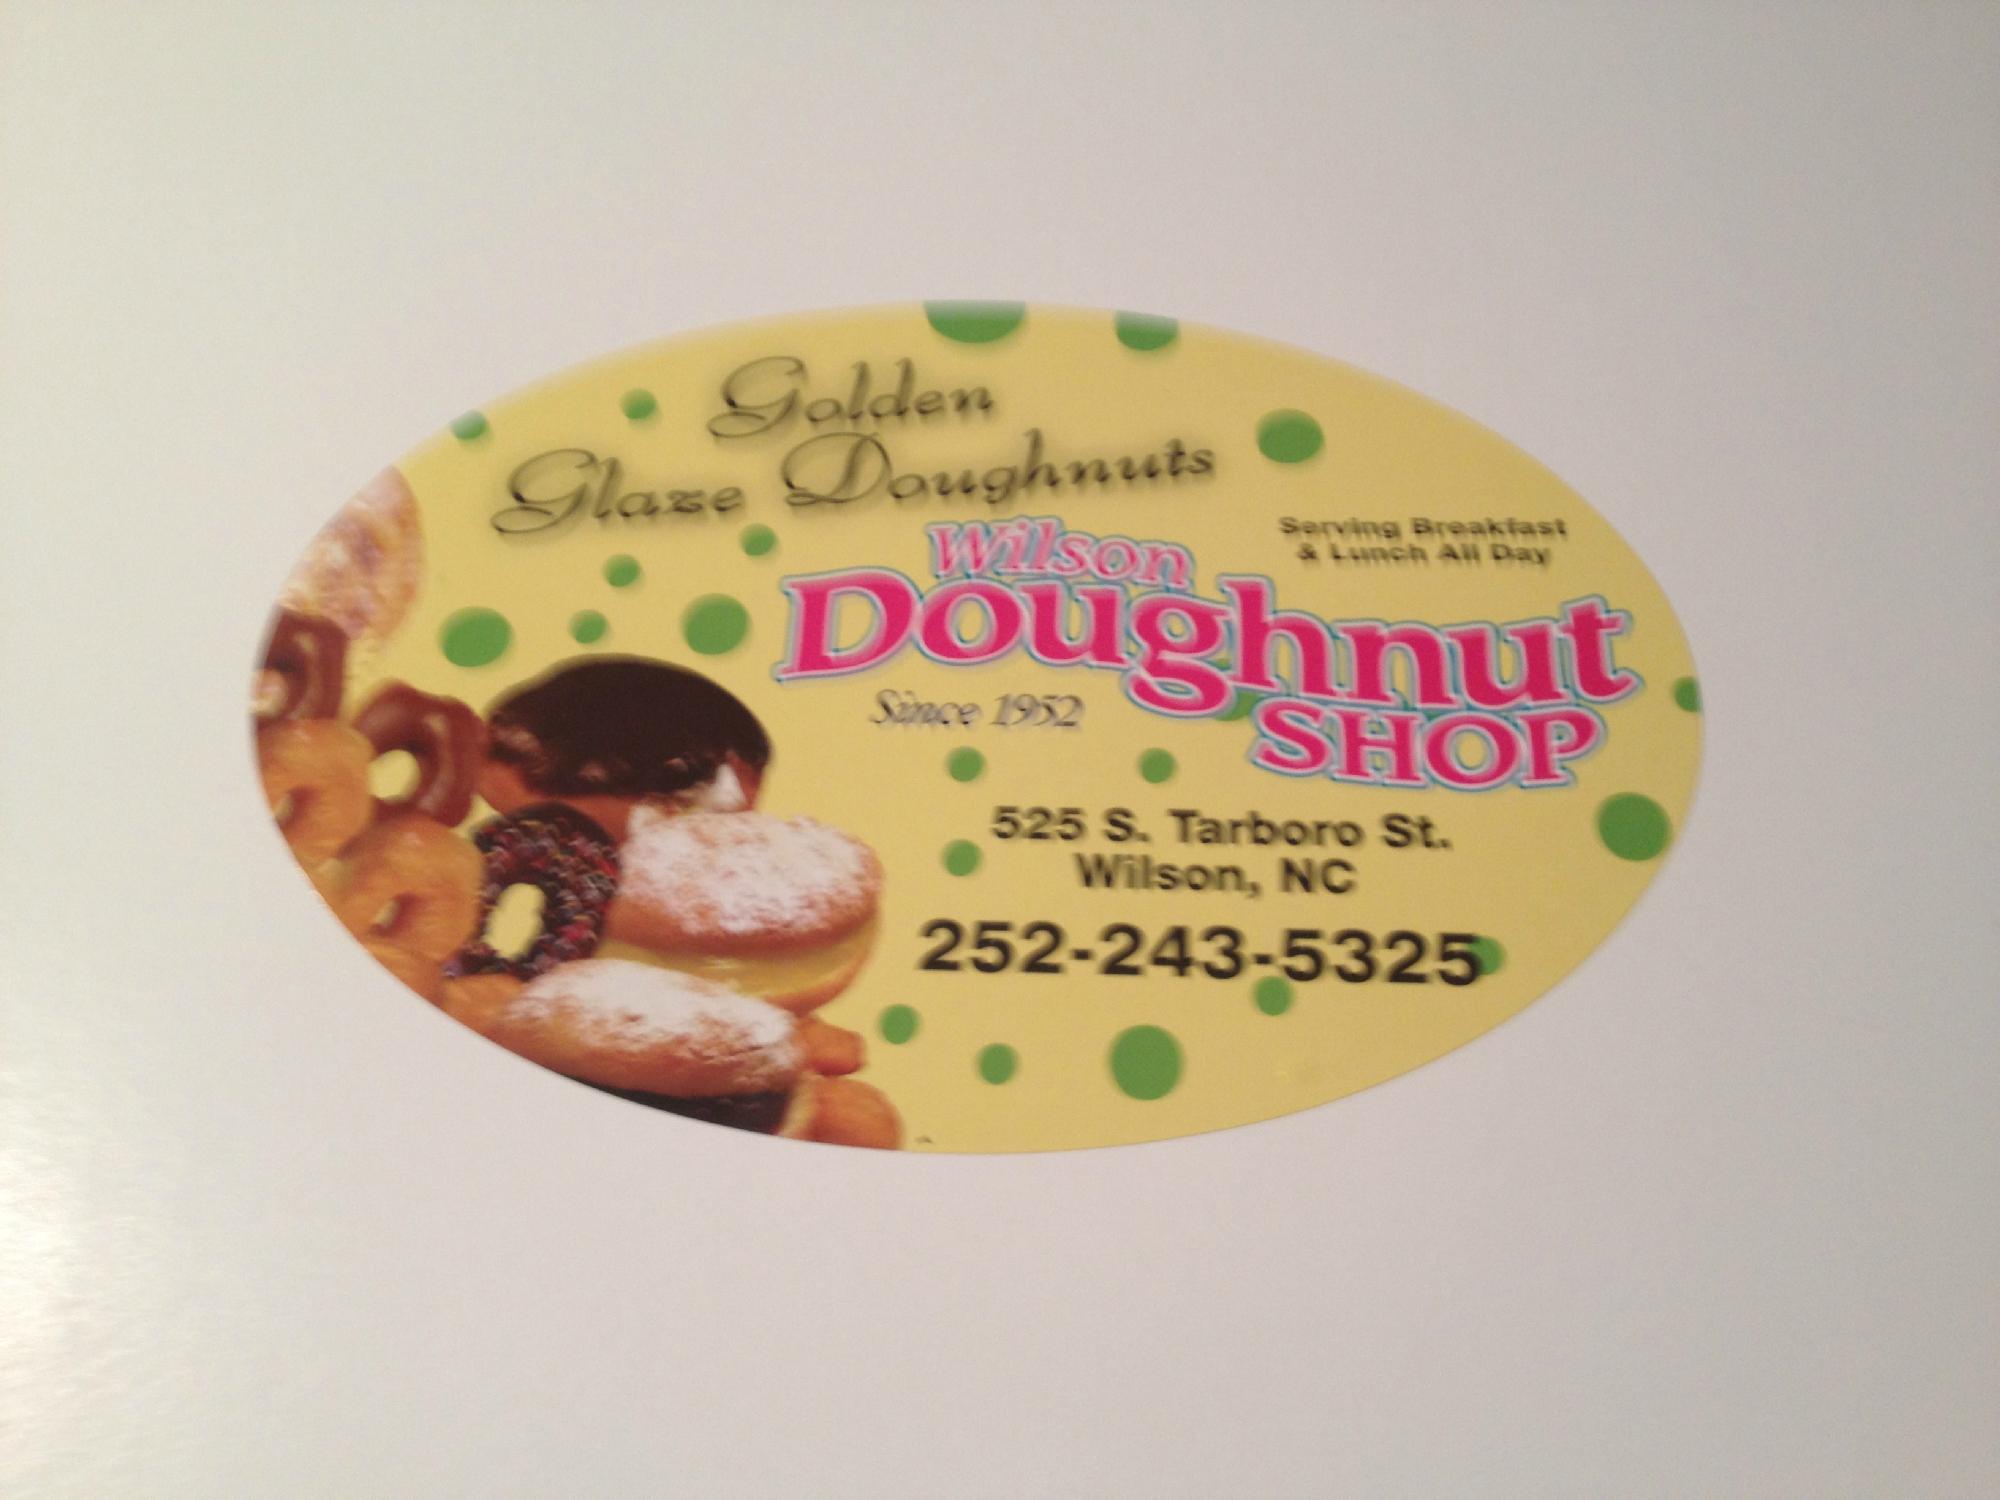 Golden
Glaze Doughnuts
Serving Breakfast
& Lunch All Day
Wilson
Doughnut
SHOP
Since 1952
525 S. Tarboro St.
Wilson, NC
252-243-5325